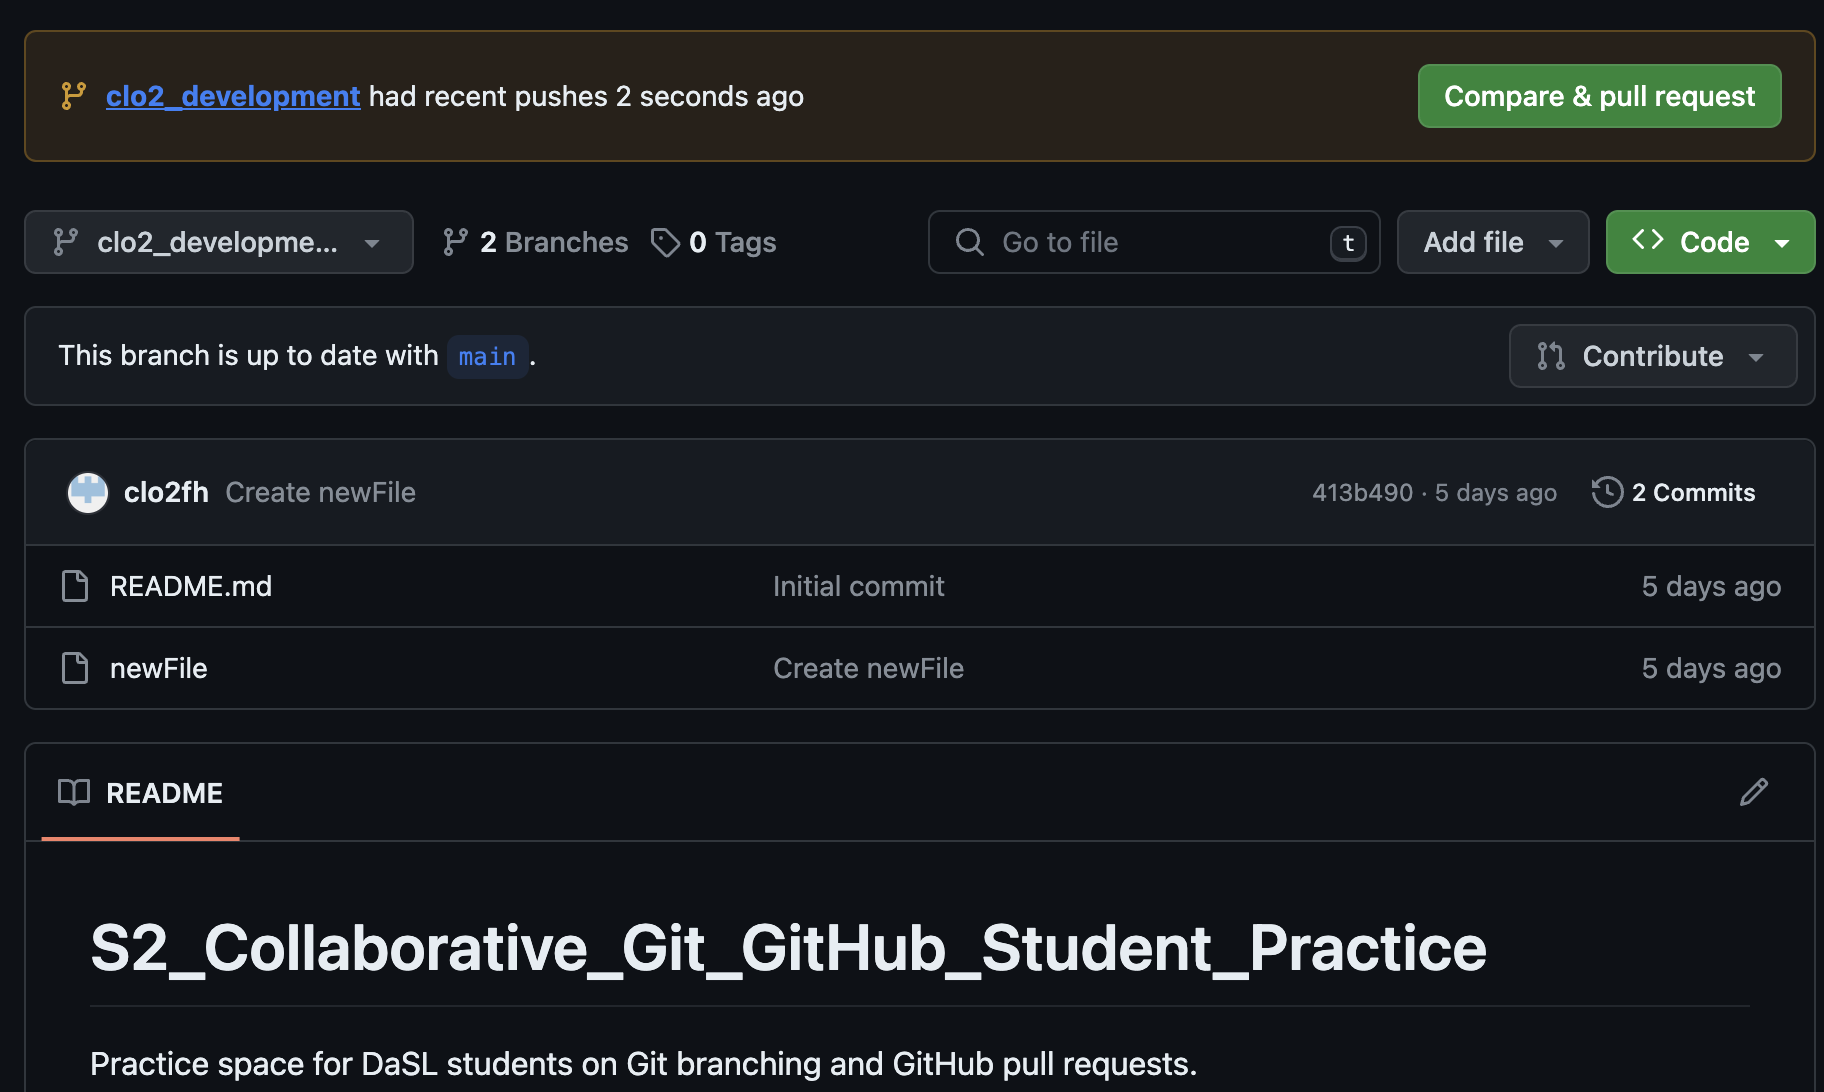 clo2_development had recent pushes 2 seconds ago
Compare & pull request
clo2_developme... 2 Branches 0 Tags Go to file t Add file Code
This branch is up to date with main .
Contribute
clo2fh Create newFile 413b490 · 5 days ago 2 Commits
README.md Initial commit 5 days ago
newFile Create newFile 5 days ago
README
S2_Collaborative_Git_GitHub_Student_Practice
Practice space for DaSL students on Git branching and GitHub pull requests.